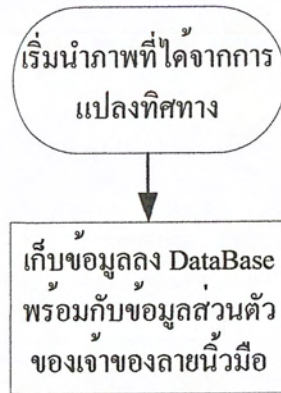 เริ่มนำภาพที่ได้จากการ
แปลงทิศทาง
เก็บข้อมูลลง DataBase
พร้อมกับข้อมูลส่วนตัว
ของเจ้าของลายนิ้วมือ